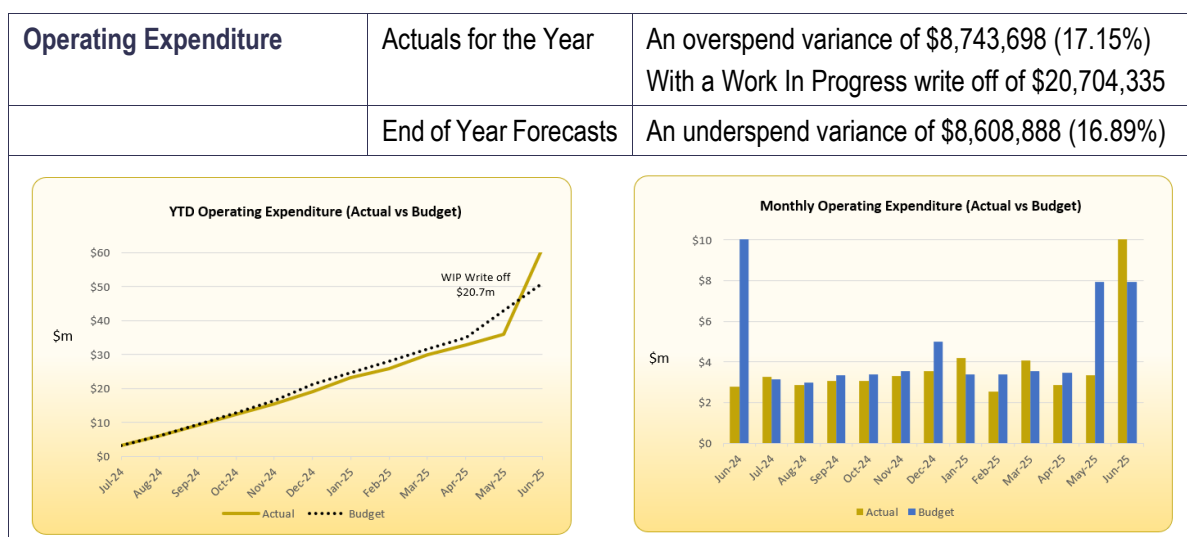 Operating Expenditure
Actuals for the Year
An overspend variance of $8,743,698 (17.15%)
With a Work In Progress write off of $20,704,335
End of Year Forecasts
An underspend variance of $8,608,888 (16.89%)
YTD Operating Expenditure (Actual vs Budget)
$60
$50
$40
$30
$20
$10
$0
$m
WIP Write off
$20.7m
Jul-24
Aug-24
Sep-24
Oct-24
Nov-24
Dec-24
Jan-25
Feb-25
Mar-25
Apr-25
May-25
Jun-25
Actual
Budget
Monthly Operating Expenditure (Actual vs Budget)
$10
$8
$6
$4
$2
$0
$m
Jun-24
Jul-24
Aug-24
Sep-24
Oct-24
Nov-24
Dec-24
Jan-25
Feb-25
Mar-25
Apr-25
May-25
Jun-25
Actual
Budget